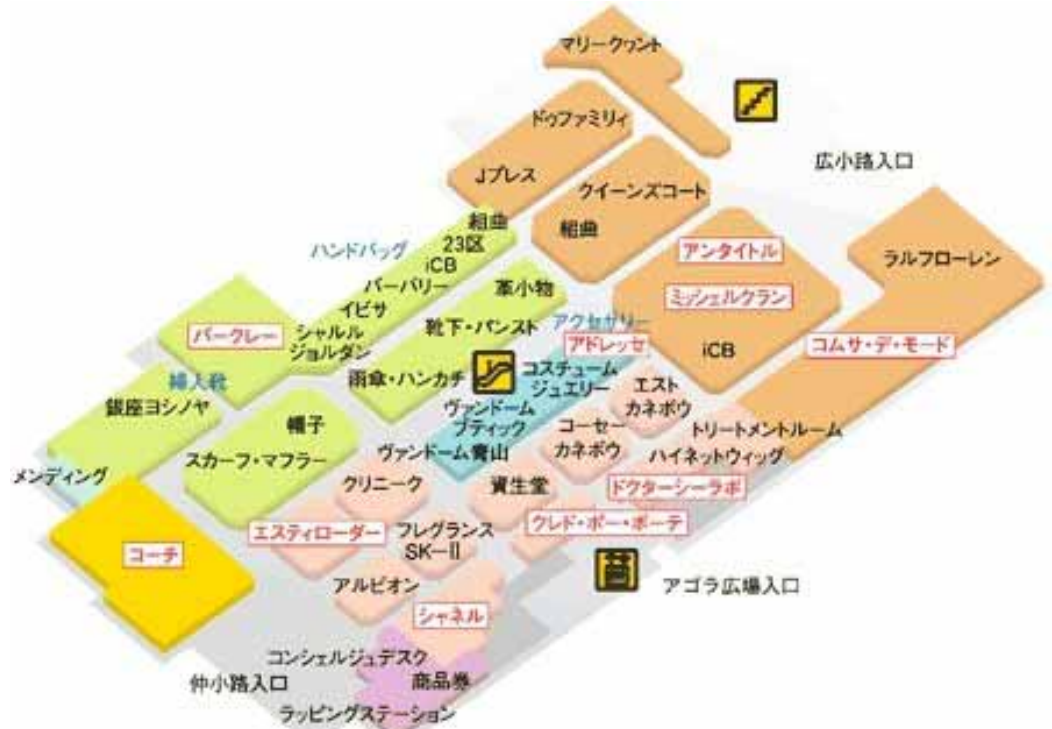 マリークヮント
ドゥファミリィ
広小路入口
Jプレス
クイーンズコート
組曲
組曲
ハンドバッグ
23区
iCB
バーバリー
イビサ
シャルル
ジョルダン
アンタイトル
ラルフローレン
革小物
ミッシェルクラン
靴下・パンスト
アクセサリー
バークレー
アドレッセ
コムサ・デ・モード
iCB
婦人靴
雨傘・ハンカチ
コスチューム
ジュエリー
エスト
カネボウ
銀座ヨシノヤ
帽子
ヴァンドーム
ブティック
コーセー
カネボウ
トリートメントルーム
スカーフ・マフラー
ヴァンドーム青山
ハイネットウィッグ
メンディング
クリニーク
資生堂
ドクターシーラボ
コーチ
エスティローダー
フレグランス
SK-II
クレド・ポー・ボーテ
アルビオン
アゴラ広場入口
シャネル
コンシェルジュデスク
仲小路入口
商品券
ラッピングステーション